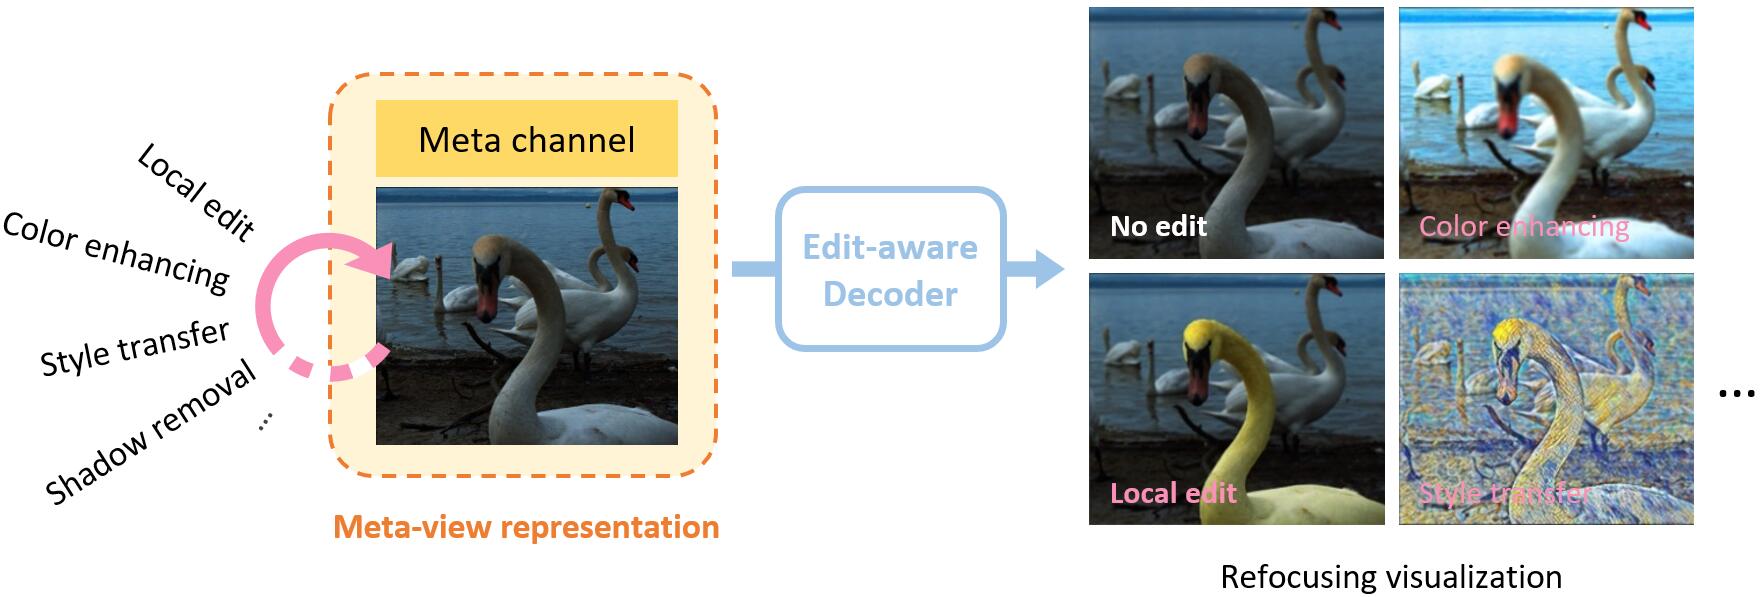 Local edit
Color enhancing
Style transfer
Shadow removal
...
Meta channel
Meta-view representation
Edit-aware
Decoder
No edit
Color enhancing
Local edit
Style transfer
...
Refocusing visualization